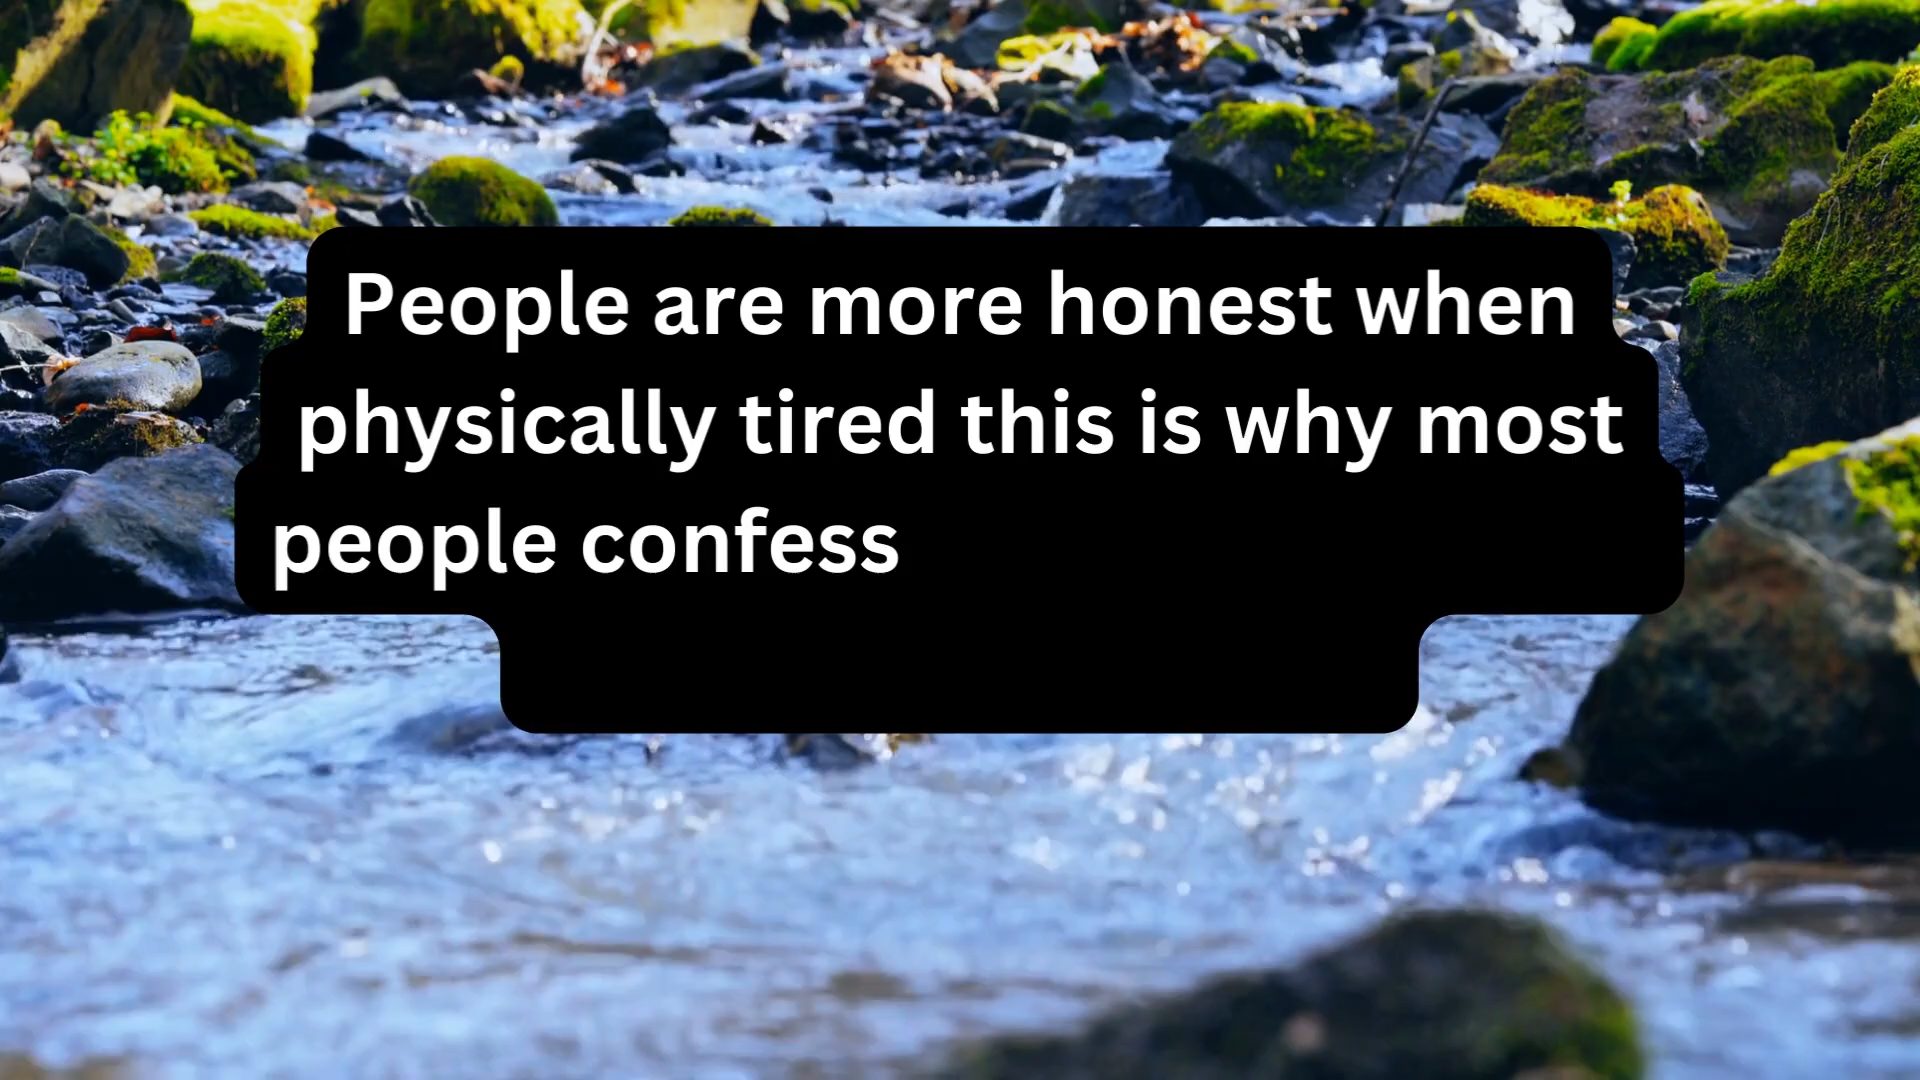 People are more honest when
physically tired this is why most
people confess